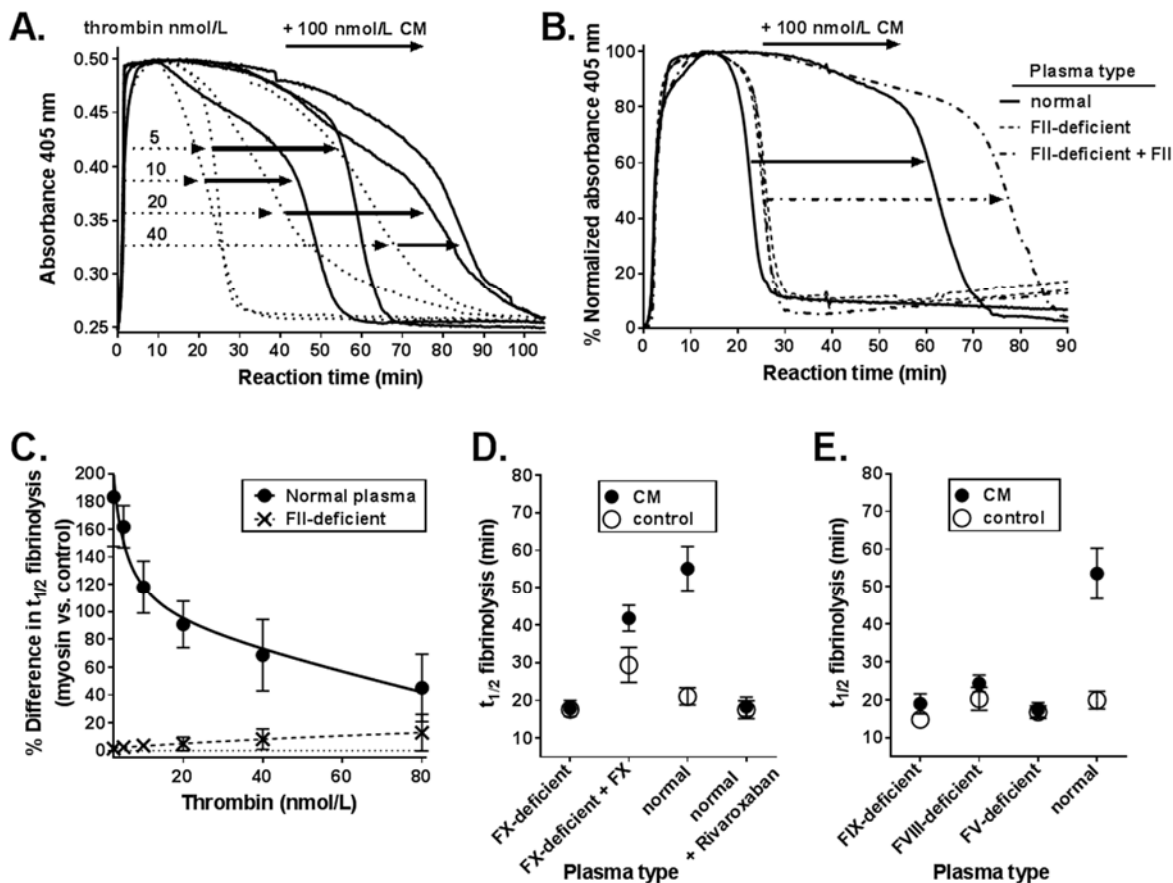 A.
thrombin nmol/L
+ 100 nmol/L CM
Absorbance 405 nm
0.50
0.45
0.40
0.35
0.30
0.25
5
10
20
40
0 10 20 30 40 50 60 70 80 90 100
Reaction time (min)
B.
+ 100 nmol/L CM
% Normalized absorbance 405 nm
100
80
60
40
20
0
0 10 20 30 40 50 60 70 80 90
Reaction time (min)
Plasma type
normal
FII-deficient
FII-deficient + FII
C.
% Difference in t1/2 fibrinolysis
(myosin vs. control)
200
180
160
140
120
100
80
60
40
20
0
Normal plasma
FII-deficient
20 40 60 80
Thrombin (nmol/L)
D.
t1/2 fibrinolysis (min)
80
70
60
50
40
30
20
10
CM
control
FX-deficient
FX-deficient + FX
normal
normal
+ Rivaroxaban
Plasma type
E.
t1/2 fibrinolysis (min)
80
70
60
50
40
30
20
10
CM
control
FIX-deficient
FVIII-deficient
FV-deficient
normal
Plasma type